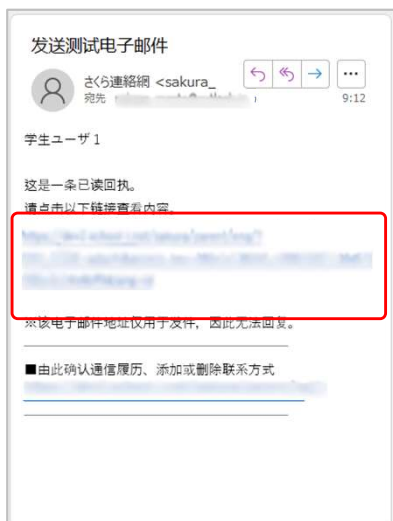 发送测试电子邮件
さくら連絡網 <sakura_
宛先
9:12
学生ユーザ 1
这是一条已读回执。
请点击以下链接查看内容。
※该电子邮件地址仅用于发件，因此无法回复。
■由此确认通信履历、添加或删除联系方式